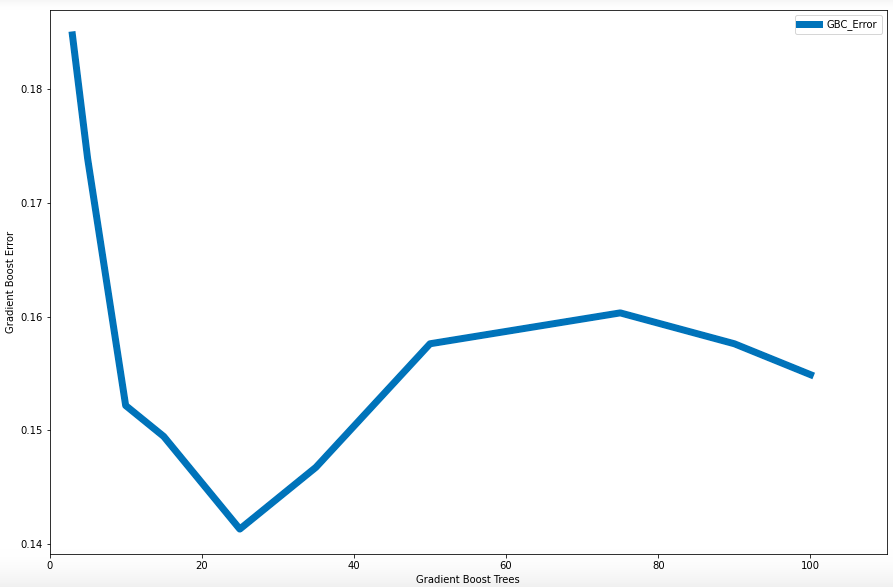 GBC_Error
0.18
0.17
0.16
0.15
0.14
Gradient Boost Error
0 20 40 60 80 100
Gradient Boost Trees